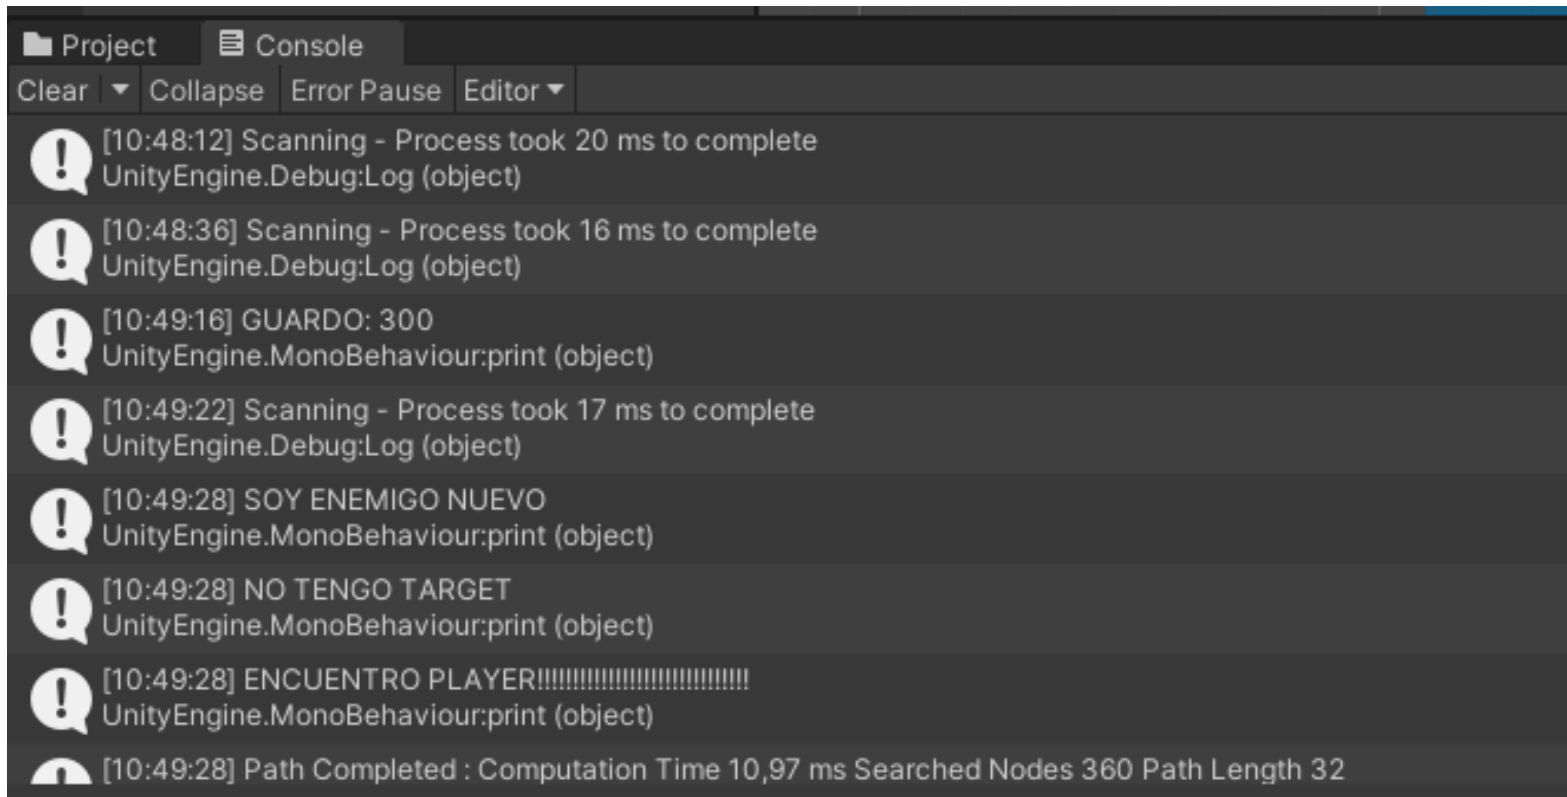 Project Console
Clear Collapse Error Pause Editor
[10:48:12] Scanning - Process took 20 ms to complete
UnityEngine.Debug:Log (object)
[10:48:36] Scanning - Process took 16 ms to complete
UnityEngine.Debug:Log (object)
[10:49:16] GUARDO: 300
UnityEngine.MonoBehaviour:print (object)
[10:49:22] Scanning - Process took 17 ms to complete
UnityEngine.Debug:Log (object)
[10:49:28] SOY ENEMIGO NUEVO
UnityEngine.MonoBehaviour:print (object)
[10:49:28] NO TENGO TARGET
UnityEngine.MonoBehaviour:print (object)
[10:49:28] ENCUENTRO PLAYER!!!!!!!!!!!!!!!!!!!!!!!!!!!!!!
UnityEngine.MonoBehaviour:print (object)
[10:49:28] Path Completed : Computation Time 10,97 ms Searched Nodes 360 Path Length 32